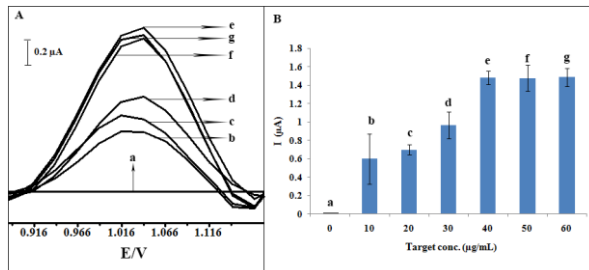 A
0.2 µA
e
g
f
d
c
b
a
0.916 0.966 1.016 1.066 1.116
E/V
B
I (µA)
1.8
1.6
1.4
1.2
1
0.8
0.6
0.4
0.2
0
a
b
c
d
e
f
g
0 10 20 30 40 50 60
Target conc. (µg/mL)